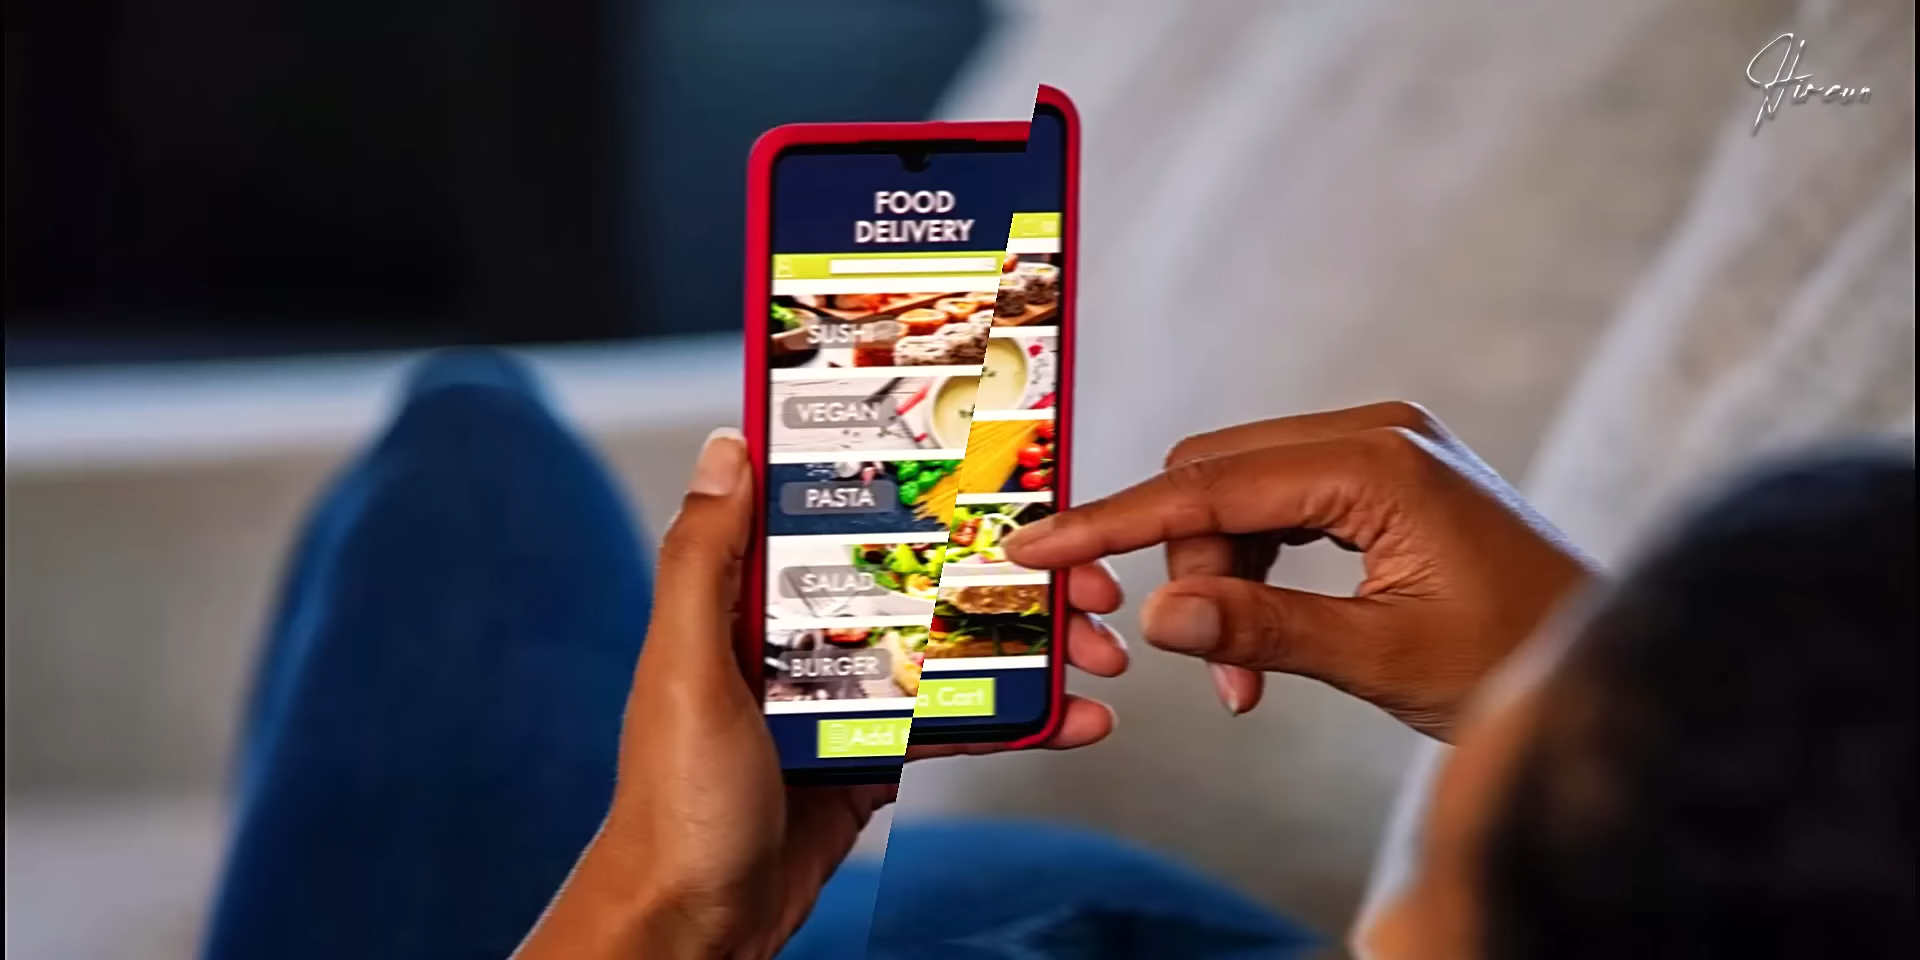 FOOD
DELIVERY
SUSHI
VEGAN
PASTA
SALAD
BURGER
Add
o Cart